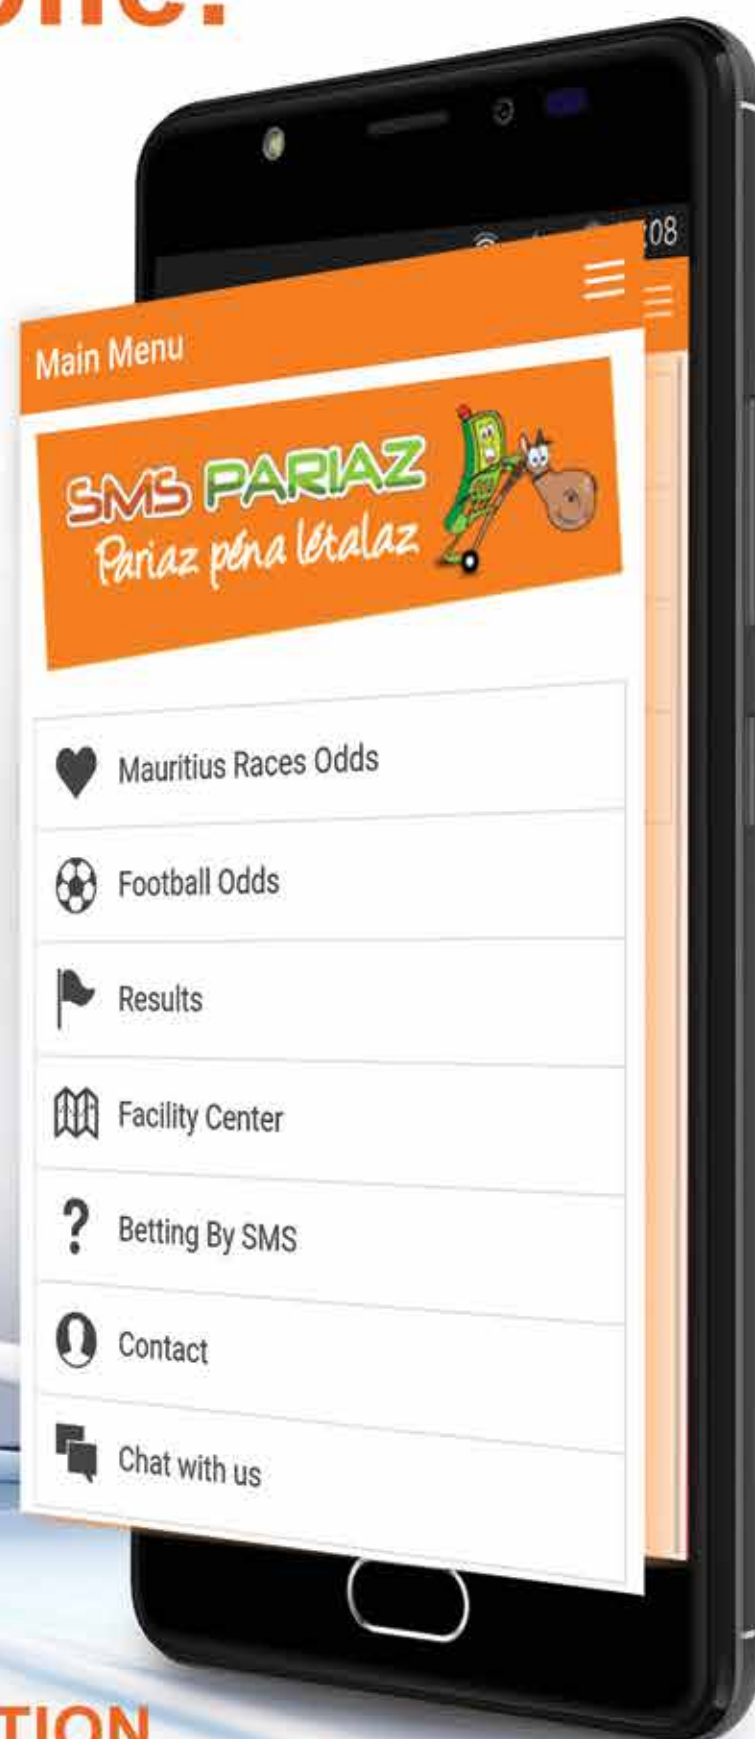 :08
Main Menu
SMS PARIAZ
Pariaz péna létalaz
Mauritius Races Odds
Football Odds
Results
Facility Center
Betting By SMS
Contact
Chat with us